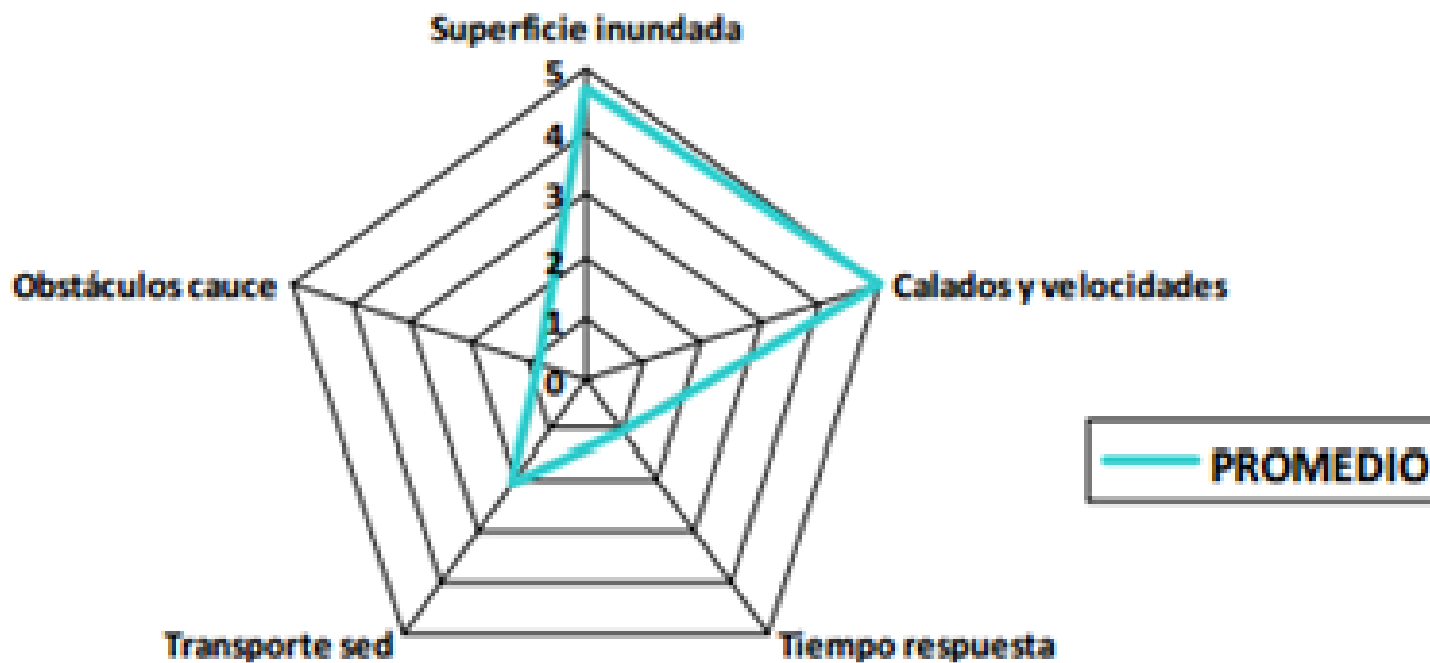 Superficie inundada
5
4
3
2
1
0
Obstáculos cauce
Calados y velocidades
PROMEDIO
Transporte sed
Tiempo respuesta